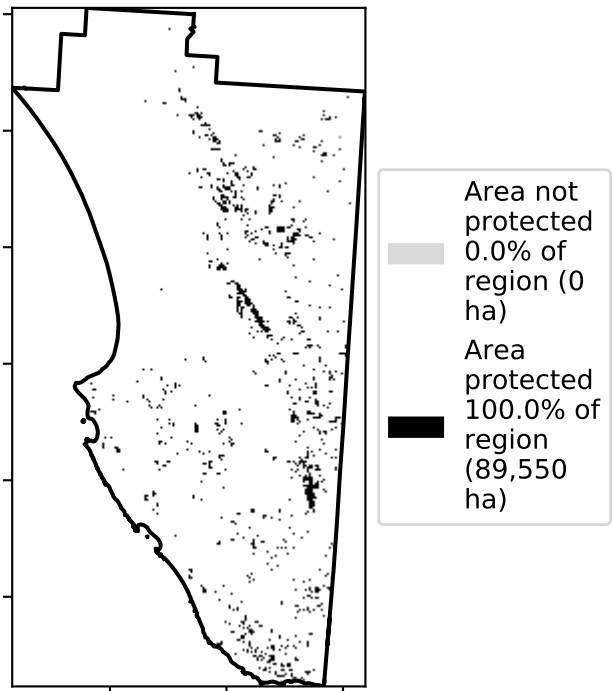 Area not
protected
0.0% of
region (0
ha)
Area
protected
100.0% of
region
(89,550
ha)